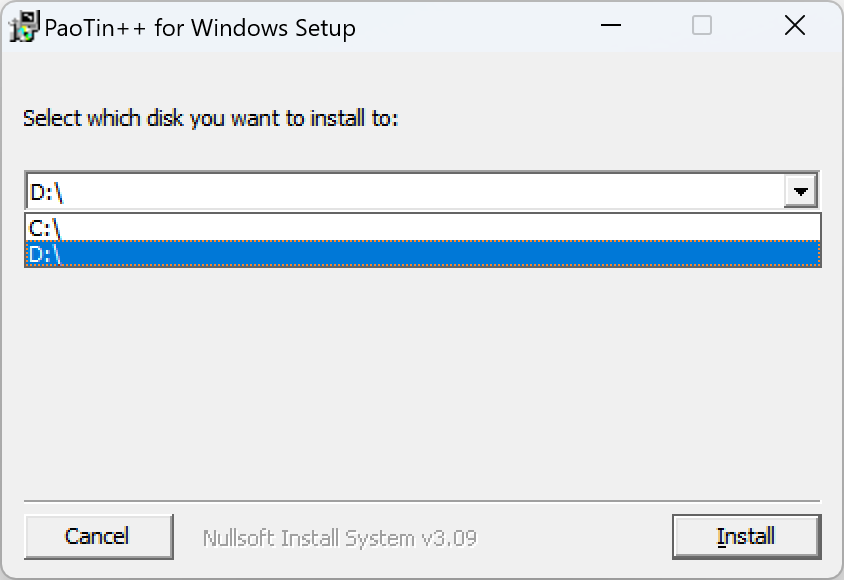 PaoTin++ for Windows Setup
Select which disk you want to install to:
D:\
C:\
D:\
Cancel
Nullsoft Install System v3.09
Install